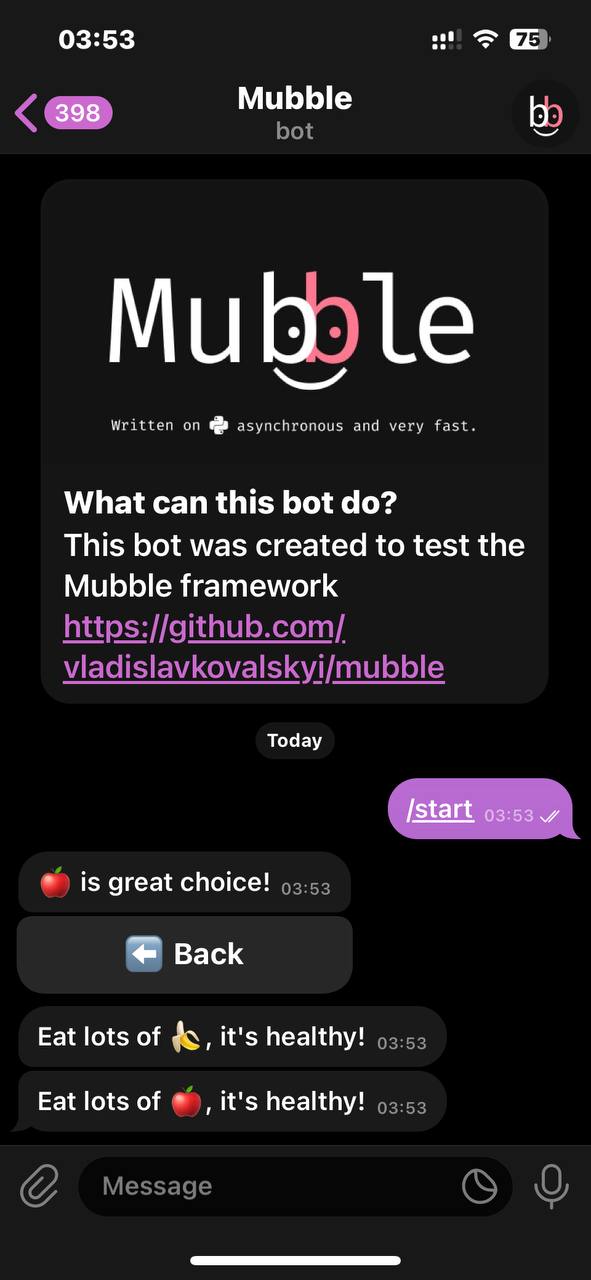 03:53
75
398
Mubble
bot
bb
Mubble
Written on asynchronous and very fast.
What can this bot do?
This bot was created to test the
Mubble framework
https://github.com/
vladislavkovalskyi/mubble
Today
/start 03:53
🍎 is great choice! 03:53
⬅️ Back
Eat lots of 🍌, it's healthy! 03:53
Eat lots of 🍎, it's healthy! 03:53
Message